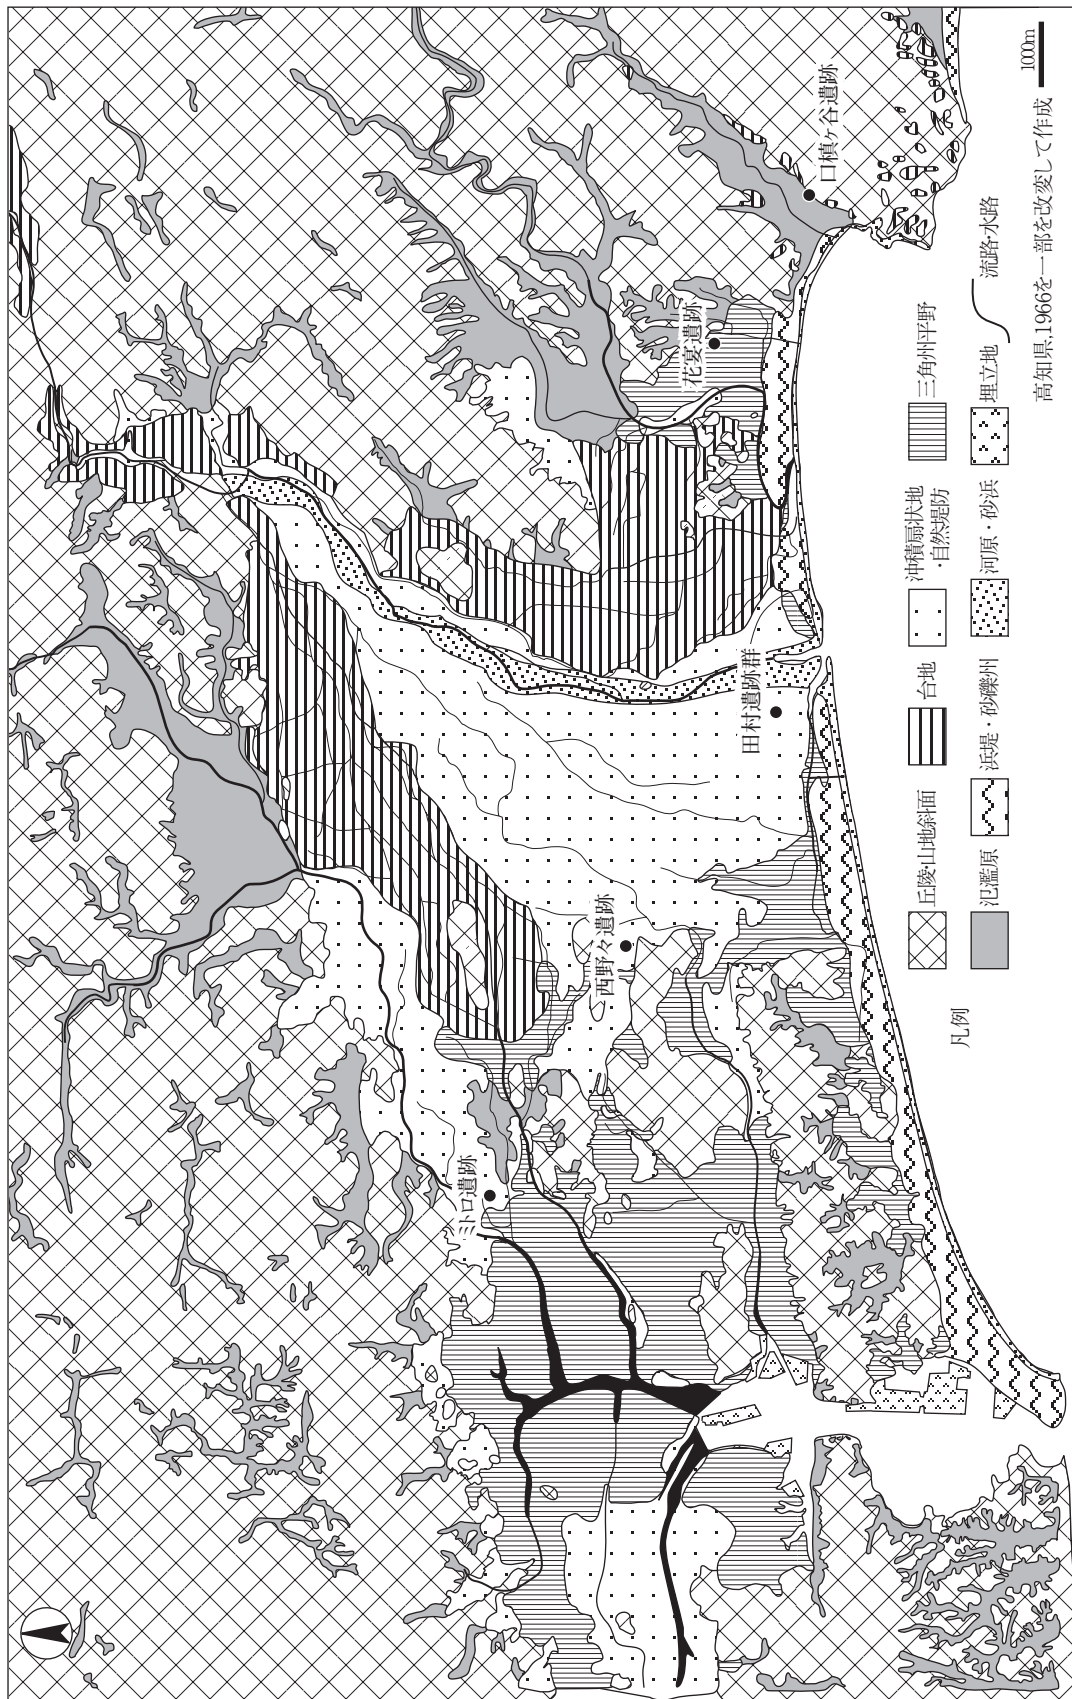 ミトロ遺跡
西野々遺跡
田村遺跡群
花宴遺跡
口槙ヶ谷遺跡
凡例
丘陵・山地斜面
台地
沖積扇状地
・自然堤防
三角州平野
氾濫原
浜堤・砂礫州
河原・砂浜
埋立地
流路・水路
高知県,1966を一部を改変して作成
1000m